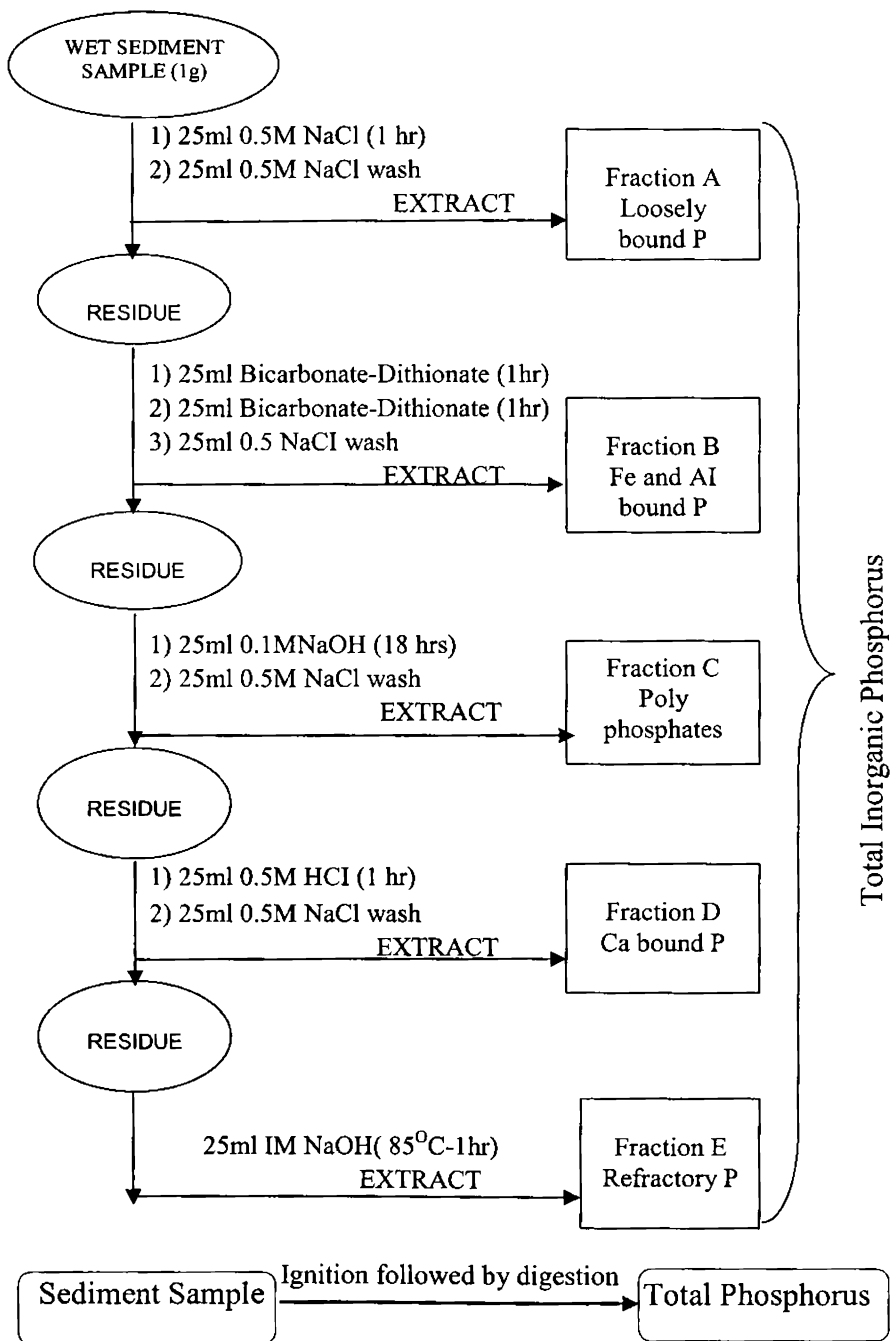 WET SEDIMENT
SAMPLE (1g)
1) 25ml 0.5M NaCl (1 hr)
2) 25ml 0.5M NaCl wash
EXTRACT
Fraction A
Loosely
bound P
RESIDUE
1) 25ml Bicarbonate-Dithionate (1hr)
2) 25ml Bicarbonate-Dithionate (1hr)
3) 25ml 0.5 NaCl wash
EXTRACT
Fraction B
Fe and Al
bound P
RESIDUE
1) 25ml 0.1MNaOH (18 hrs)
2) 25ml 0.5M NaCl wash
EXTRACT
Fraction C
Poly
phosphates
RESIDUE
1) 25ml 0.5M HCl (1 hr)
2) 25ml 0.5M NaCl wash
EXTRACT
Fraction D
Ca bound P
RESIDUE
25ml IM NaOH( 85⁰C-1hr)
EXTRACT
Fraction E
Refractory P
Total Inorganic Phosphorus
Sediment Sample
Ignition followed by digestion
Total Phosphorus